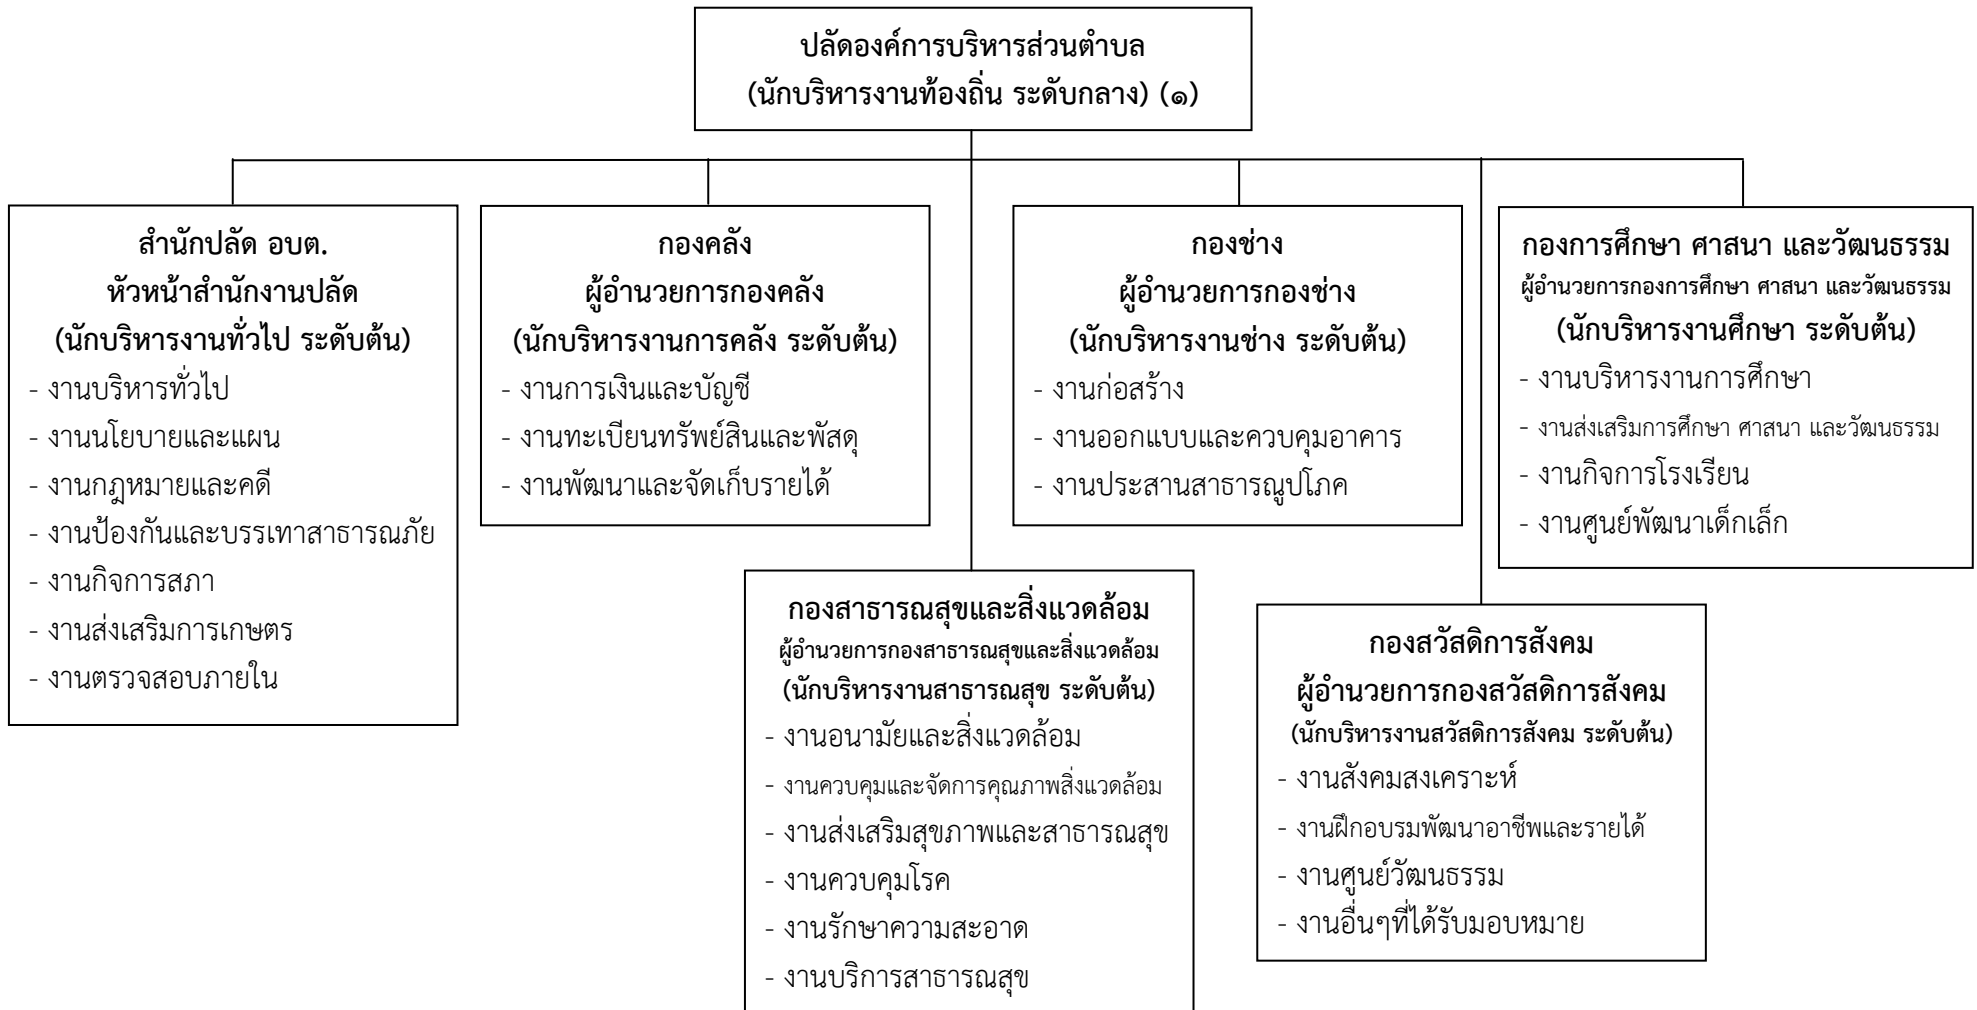 ปลัดองค์การบริหารส่วนตำบล
(นักบริหารงานท้องถิ่น ระดับกลาง) (๑)
สำนักปลัด อบต.
หัวหน้าสำนักงานปลัด
(นักบริหารงานทั่วไป ระดับต้น)
- งานบริหารทั่วไป
- งานนโยบายและแผน
- งานกฎหมายและคดี
- งานป้องกันและบรรเทาสาธารณภัย
- งานกิจการสภา
- งานส่งเสริมการเกษตร
- งานตรวจสอบภายใน
กองคลัง
ผู้อำนวยการกองคลัง
(นักบริหารงานการคลัง ระดับต้น)
- งานการเงินและบัญชี
- งานทะเบียนทรัพย์สินและพัสดุ
- งานพัฒนาและจัดเก็บรายได้
กองช่าง
ผู้อำนวยการกองช่าง
(นักบริหารงานช่าง ระดับต้น)
- งานก่อสร้าง
- งานออกแบบและควบคุมอาคาร
- งานประสานสาธารณูปโภค
กองการศึกษา ศาสนา และวัฒนธรรม
ผู้อำนวยการกองการศึกษา ศาสนา และวัฒนธรรม
(นักบริหารงานศึกษา ระดับต้น)
- งานบริหารงานการศึกษา
- งานส่งเสริมการศึกษา ศาสนา และวัฒนธรรม
- งานกิจการโรงเรียน
- งานศูนย์พัฒนาเด็กเล็ก
กองสาธารณสุขและสิ่งแวดล้อม
ผู้อำนวยการกองสาธารณสุขและสิ่งแวดล้อม
(นักบริหารงานสาธารณสุข ระดับต้น)
- งานอนามัยและสิ่งแวดล้อม
- งานควบคุมและจัดการคุณภาพสิ่งแวดล้อม
- งานส่งเสริมสุขภาพและสาธารณสุข
- งานควบคุมโรค
- งานรักษาความสะอาด
- งานบริการสาธารณสุข
กองสวัสดิการสังคม
ผู้อำนวยการกองสวัสดิการสังคม
(นักบริหารงานสวัสดิการสังคม ระดับต้น)
- งานสังคมสงเคราะห์
- งานฝึกอบรมพัฒนาอาชีพและรายได้
- งานศูนย์วัฒนธรรม
- งานอื่นๆที่ได้รับมอบหมาย